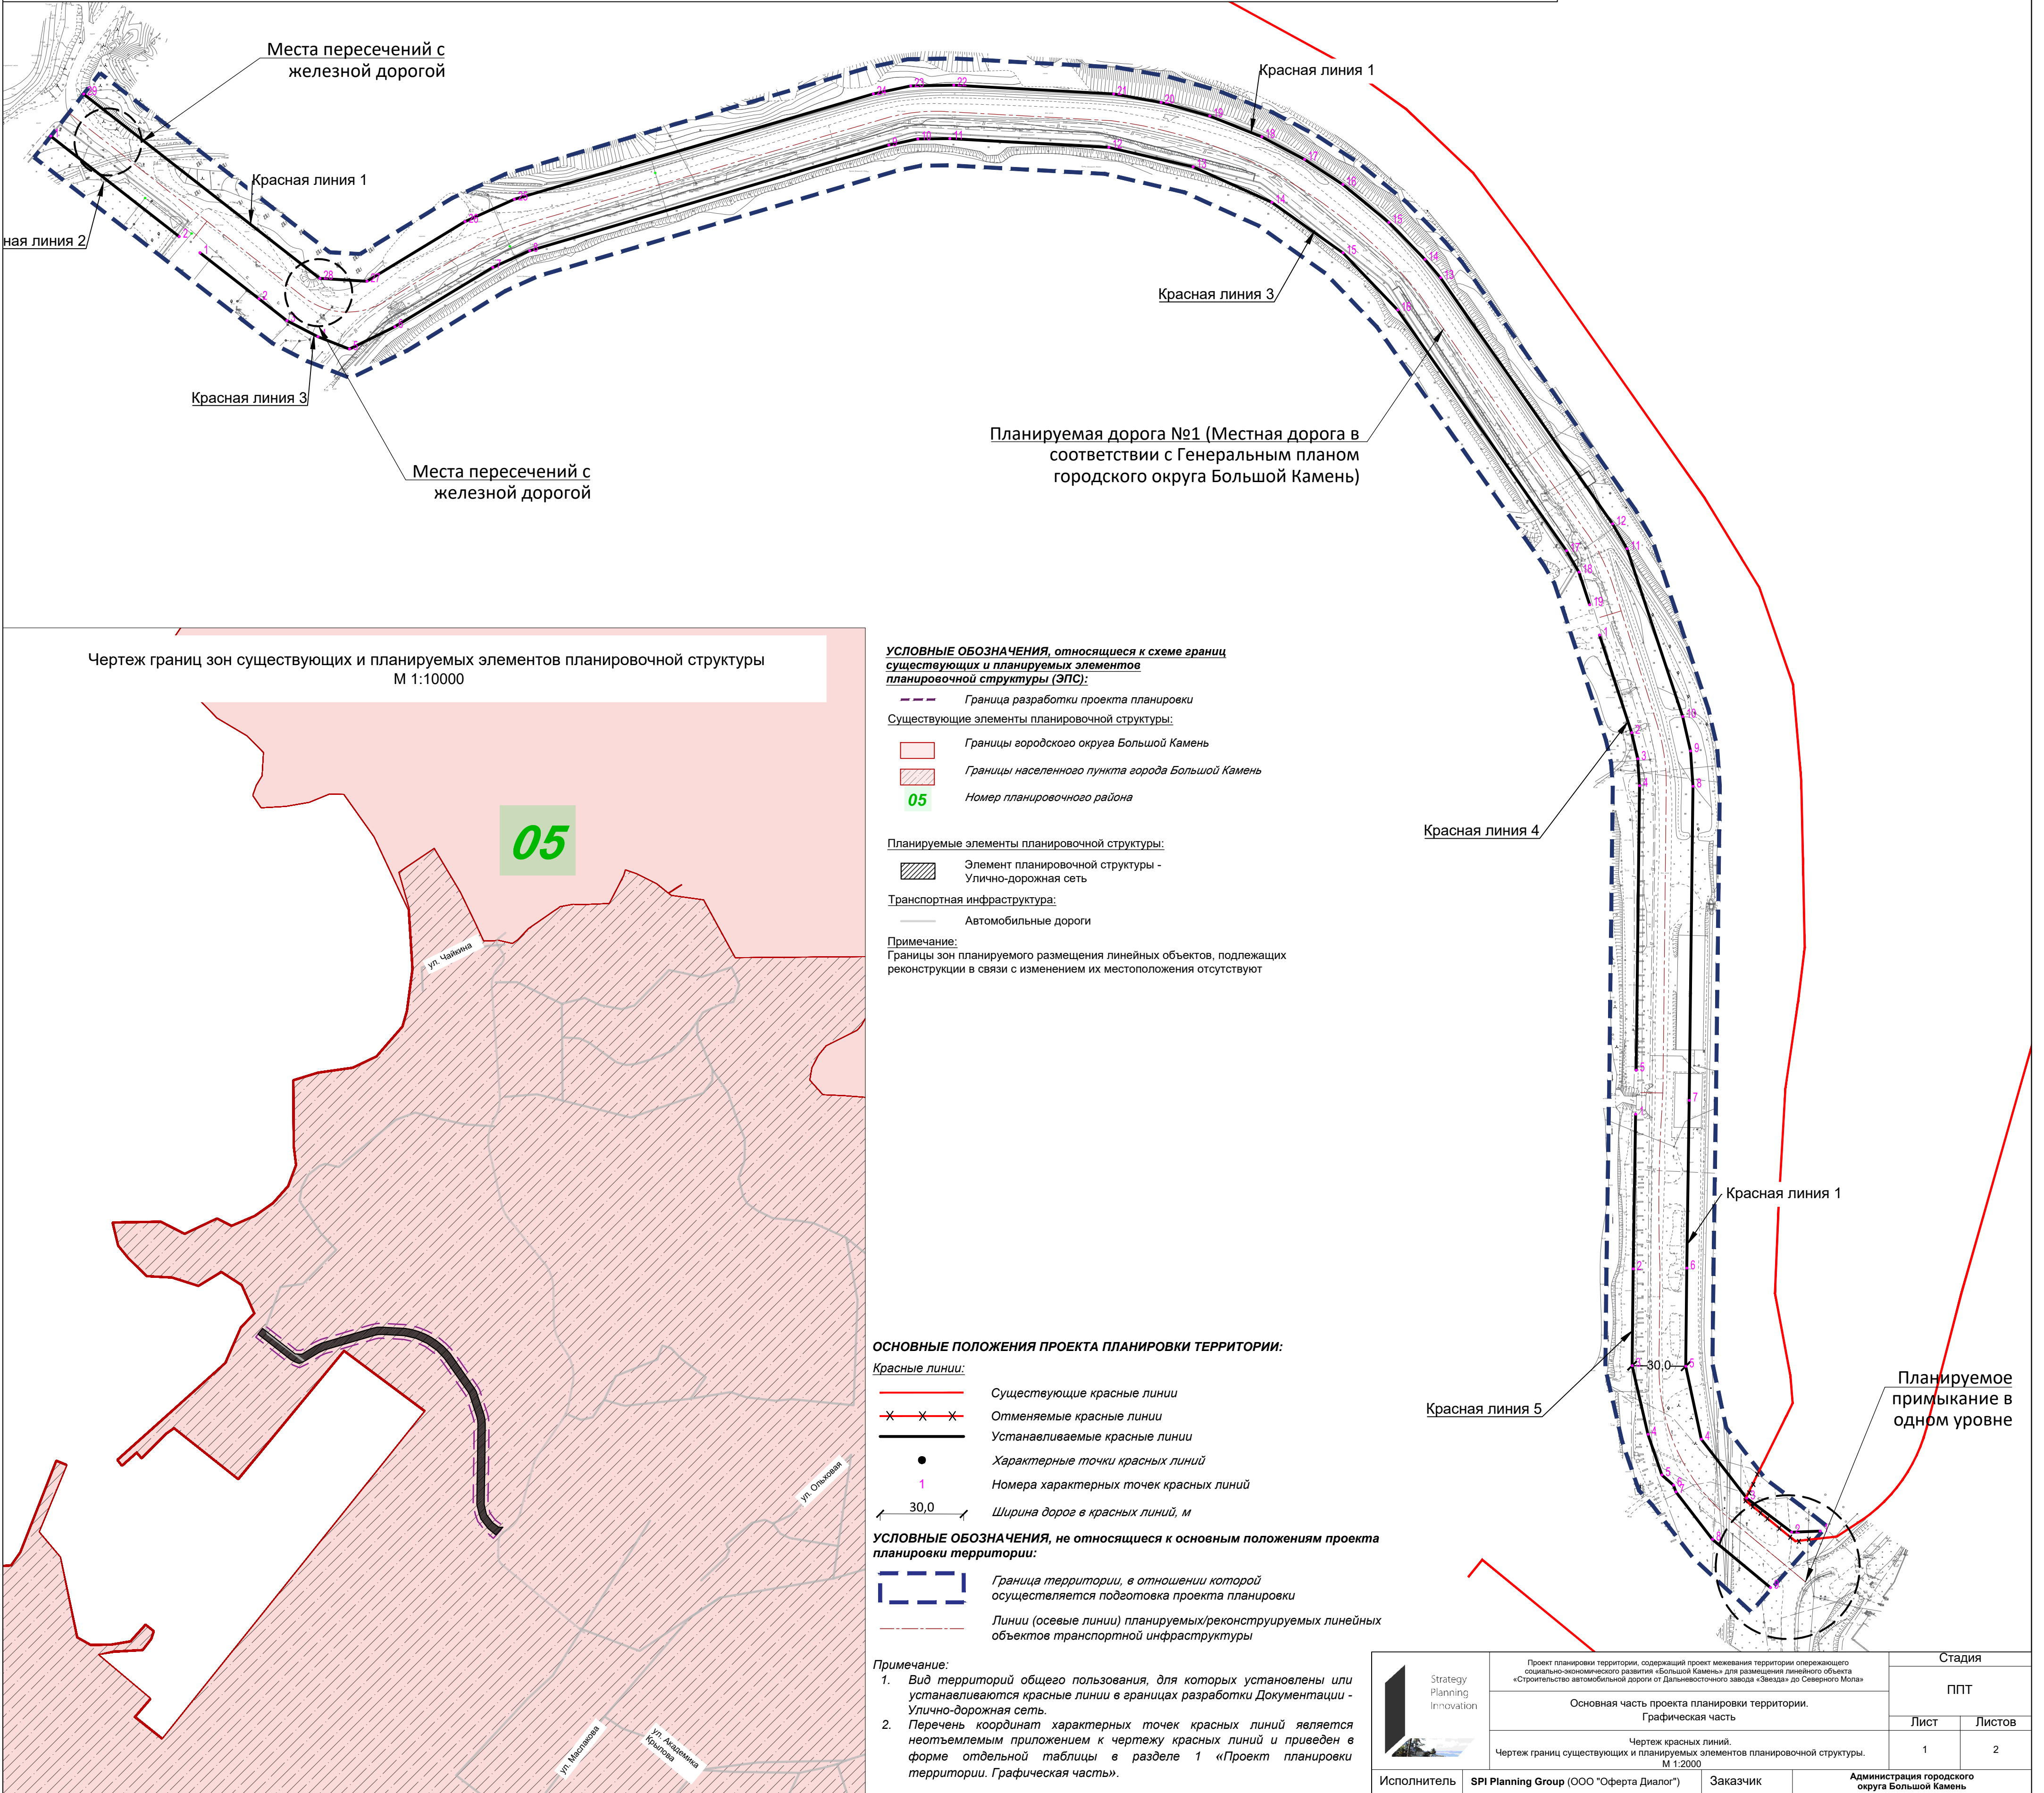 Места пересечений с
железной дорогой
Красная линия 1
Красная линия 1
ная линия 2
Красная линия 3
Красная линия 3
Места пересечений с
железной дорогой
Планируемая дорога №1 (Местная дорога в
соответствии с Генеральным планом
городского округа Большой Камень)
Красная линия 4
Красная линия 1
30,0
Красная линия 5
Планируемое
примыкание в
одном уровне
Чертеж границ зон существующих и планируемых элементов планировочной структуры
М 1:10000
05
ул. Чайкина
ул. Ольховая
ул. Маслакова
ул. Академика
Крылова
УСЛОВНЫЕ ОБОЗНАЧЕНИЯ, относящиеся к схеме границ
существующих и планируемых элементов
планировочной структуры (ЭПС):
Граница разработки проекта планировки
Существующие элементы планировочной структуры:
Границы городского округа Большой Камень
Границы населенного пункта города Большой Камень
05 Номер планировочного района
Планируемые элементы планировочной структуры:
Элемент планировочной структуры -
Улично-дорожная сеть
Транспортная инфраструктура:
Автомобильные дороги
Примечание:
Границы зон планируемого размещения линейных объектов, подлежащих
реконструкции в связи с изменением их местоположения отсутствуют
ОСНОВНЫЕ ПОЛОЖЕНИЯ ПРОЕКТА ПЛАНИРОВКИ ТЕРРИТОРИИ:
Красные линии:
Существующие красные линии
Отменяемые красные линии
Устанавливаемые красные линии
Характерные точки красных линий
1 Номера характерных точек красных линий
30,0 Ширина дорог в красных линий, м
УСЛОВНЫЕ ОБОЗНАЧЕНИЯ, не относящиеся к основным положениям проекта
планировки территории:
Граница территории, в отношении которой
осуществляется подготовка проекта планировки
Линии (осевые линии) планируемых/реконструируемых линейных
объектов транспортной инфраструктуры
Примечание:
1. Вид территорий общего пользования, для которых установлены или
устанавливаются красные линии в границах разработки Документации -
Улично-дорожная сеть.
2. Перечень координат характерных точек красных линий является
неотъемлемым приложением к чертежу красных линий и приведен в
форме отдельной таблицы в разделе 1 «Проект планировки
территории. Графическая часть».
Strategy
Planning
Innovation
Проект планировки территории, содержащий проект межевания территории опережающего
социально-экономического развития «Большой Камень» для размещения линейного объекта
«Строительство автомобильной дороги от Дальневосточного завода «Звезда» до Северного Мола»
Основная часть проекта планировки территории.
Графическая часть
Чертеж красных линий.
Чертеж границ существующих и планируемых элементов планировочной структуры.
М 1:2000
Стадия
ППТ
Лист Листов
1 2
Исполнитель SPI Planning Group (ООО "Оферта Диалог") Заказчик
Администрация городского
округа Большой Камень